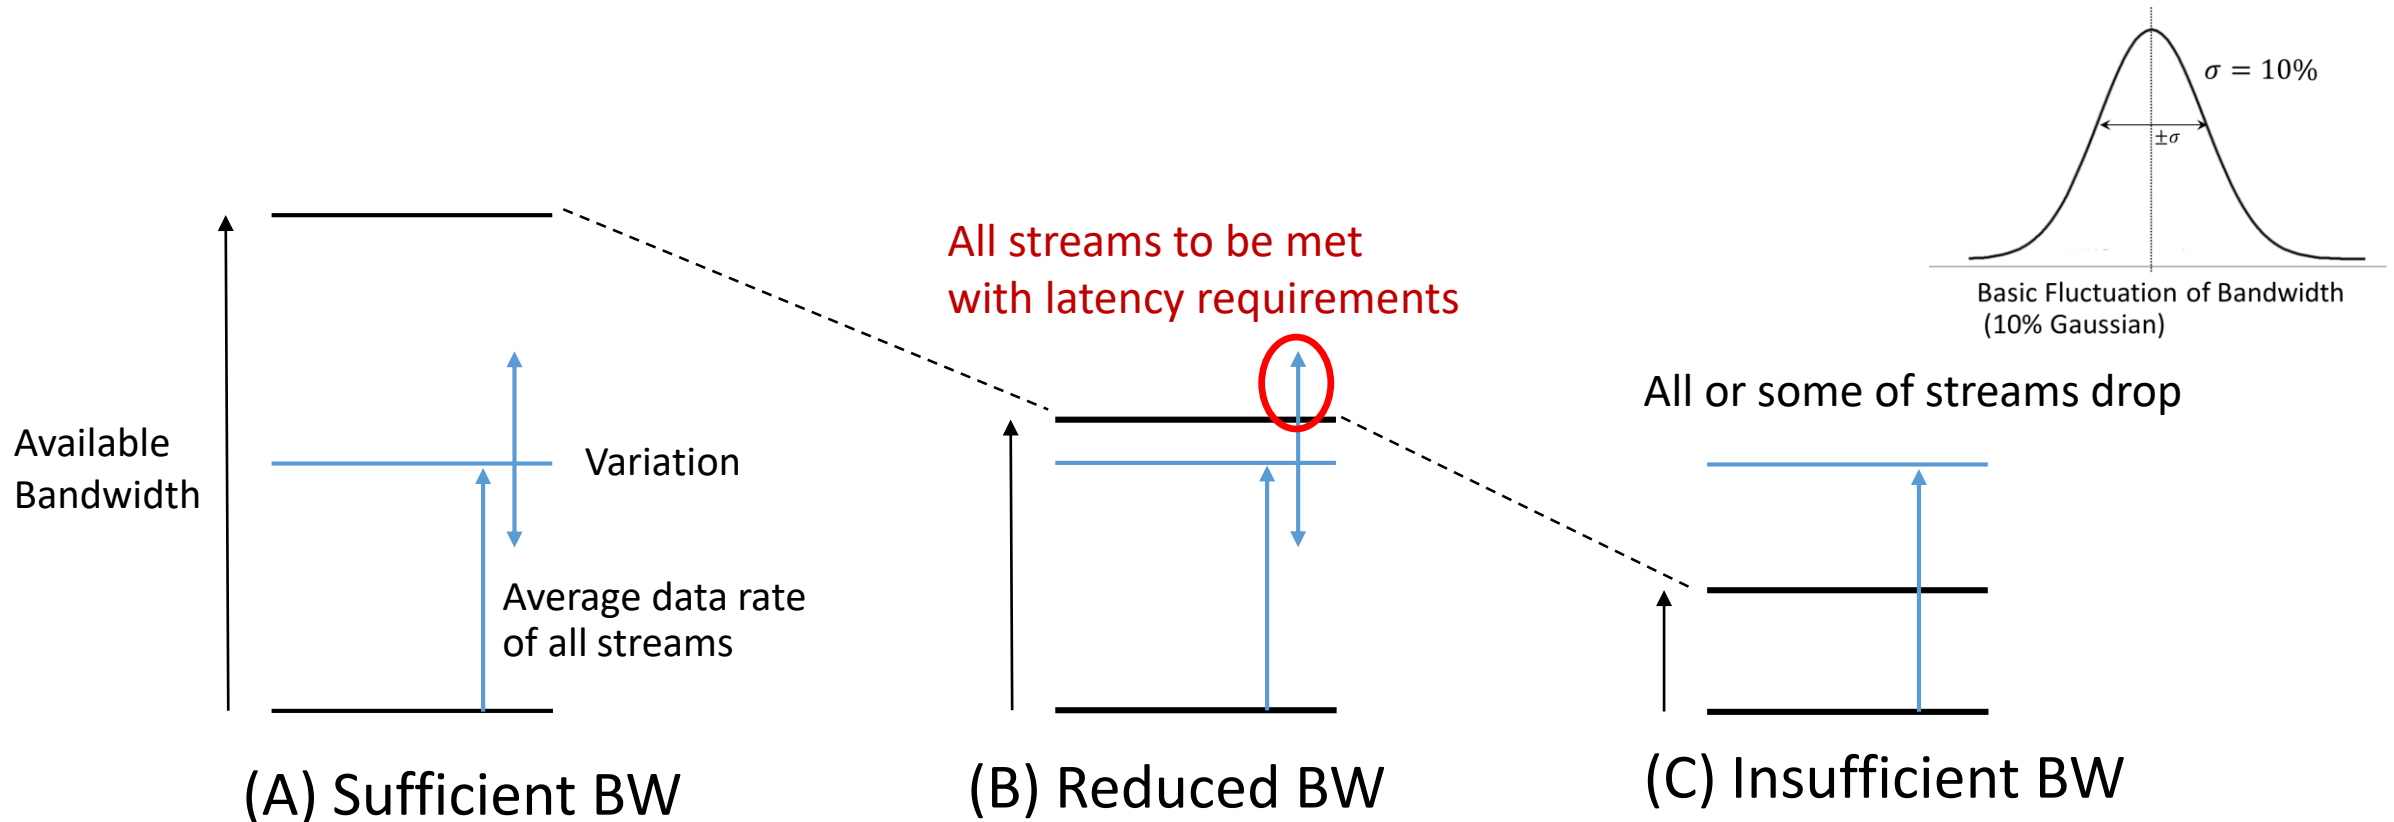 σ = 10%
±σ
Basic Fluctuation of Bandwidth
(10% Gaussian)
All streams to be met
with latency requirements
All or some of streams drop
Available
Bandwidth
Variation
Average data rate
of all streams
(A) Sufficient BW
(B) Reduced BW
(C) Insufficient BW